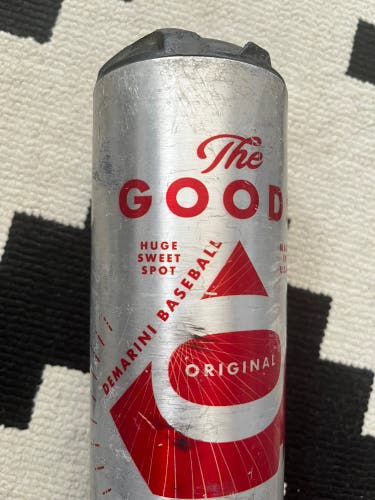 The
GOOD
HUGE
SWEET
SPOT
DEMARINI BASEBALL
ORIGINAL